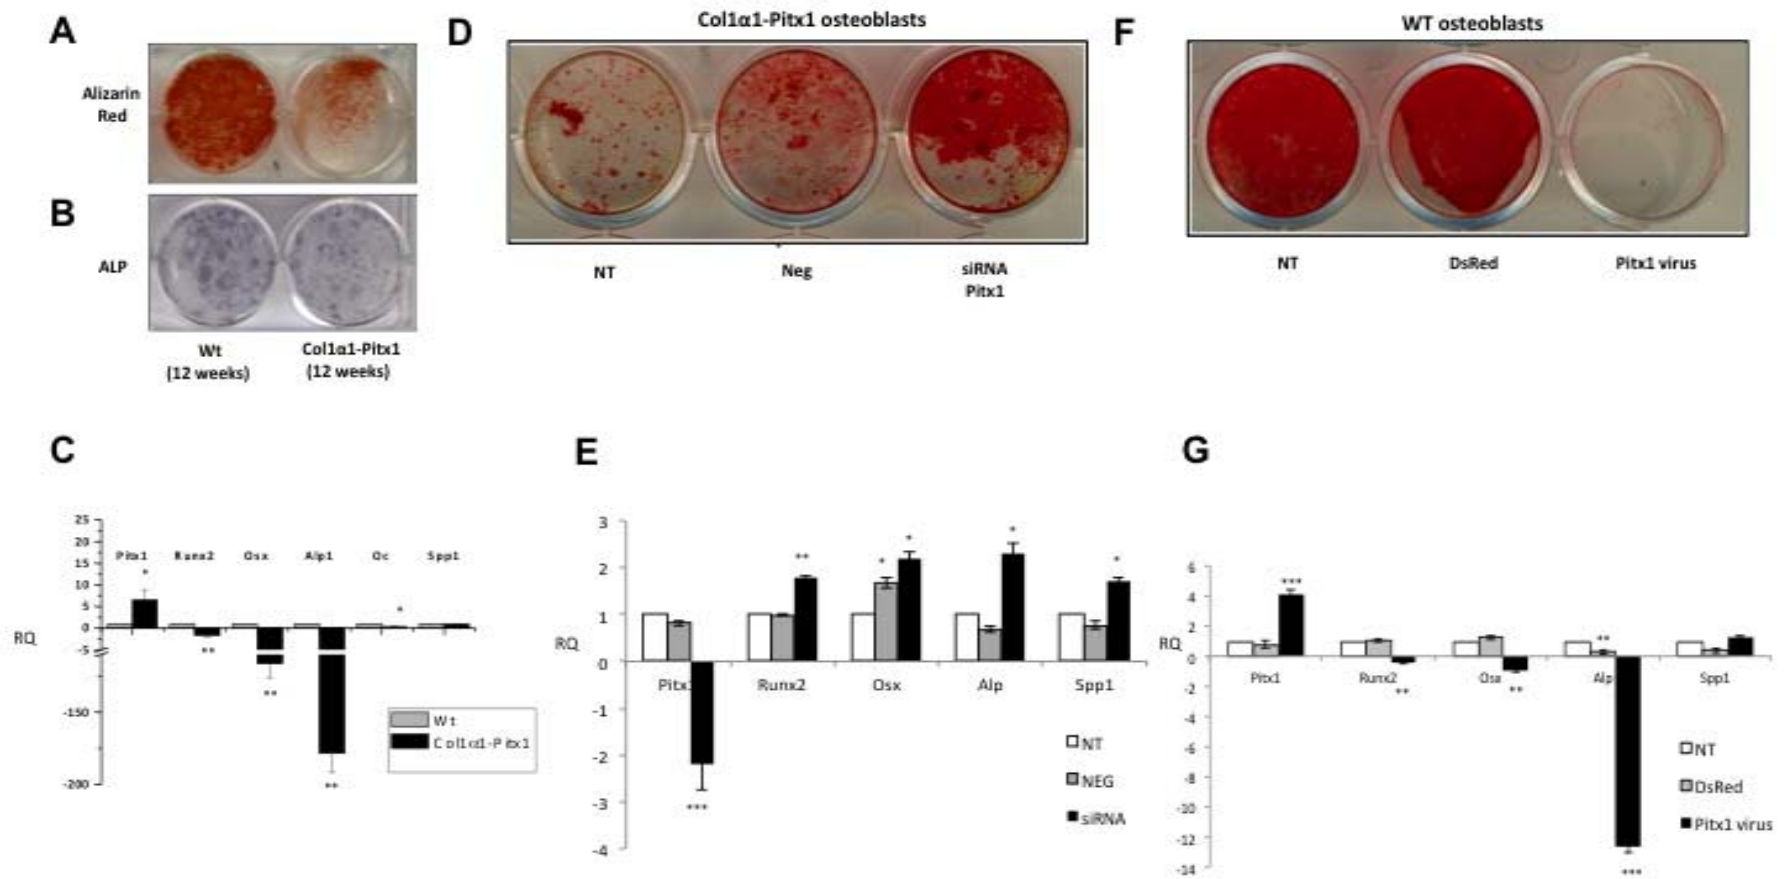 A
Alizarin
Red
B
ALP
Wt
(12 weeks)
Col1α1-Pitx1
(12 weeks)
D
Col1α1-Pitx1 osteoblasts
NT
Neg
siRNA
Pitx1
F
WT osteoblasts
NT
DsRed
Pitx1 virus
C
25
20
15
10
5
0
-5
-150
-200
RQ
Pitx1
Runx2
Osx
Alp1
Oc
Spp1
*
**
**
**
*
Wt
Col1α1-Pitx1
E
3
2
1
0
-1
-2
-3
-4
RQ
Pitx1
Runx2
Osx
Alp
Spp1
***
**
*
*
*
*
NT
NEG
siRNA
G
6
4
2
0
-2
-4
-6
-8
-10
-12
-14
RQ
Pitx1
Runx2
Osx
Alp
Spp1
***
**
**
**
***
NT
DsRed
Pitx1 virus